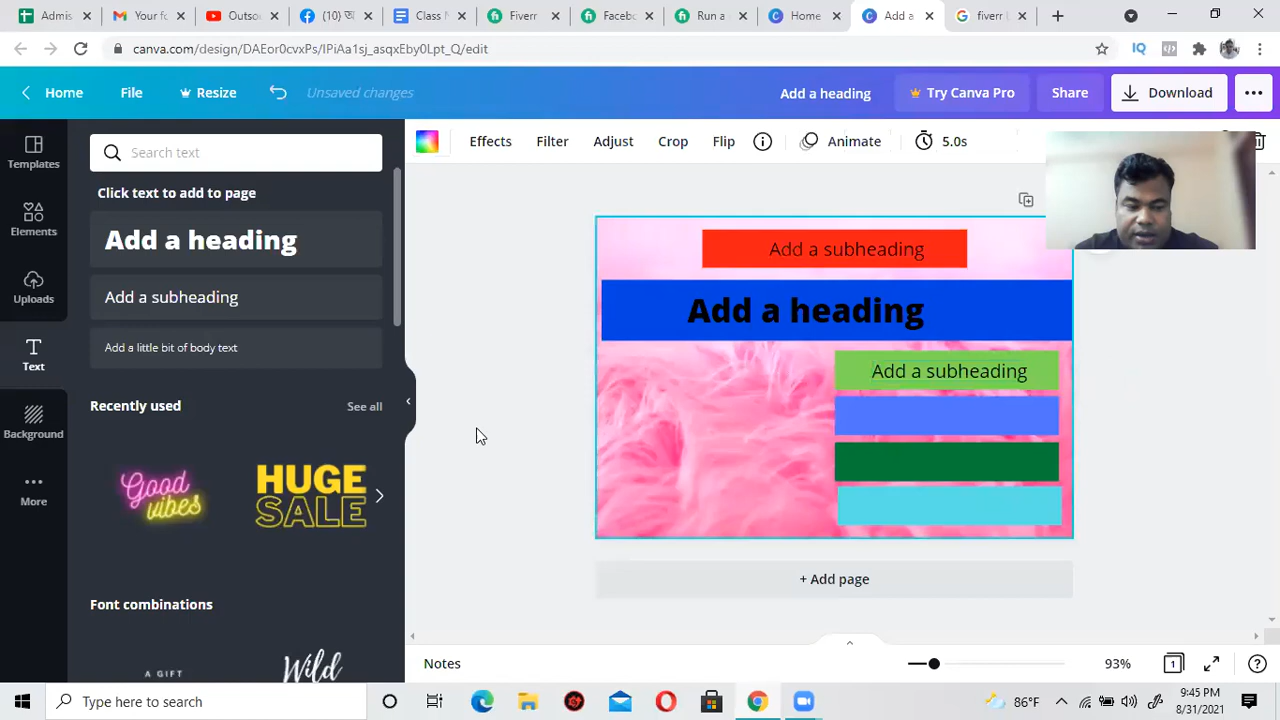 Admis
Your fo
Outso
(10) ভা
Class N
Fiverr
Faceb
Run a
Home
Add a
fiverr l
canva.com/design/DAEor0cvxPs/IPiAa1sj_asqxEby0Lpt_Q/edit
IQ
Home
File
Resize
Unsaved changes
Add a heading
Try Canva Pro
Share
Download
Templates
Elements
Uploads
Text
Background
More
Search text
Click text to add to page
Add a heading
Add a subheading
Add a little bit of body text
Recently used
See all
Good vibes
HUGE
SALE
Font combinations
A GIFT
Wild
Effects
Filter
Adjust
Crop
Flip
Animate
5.0s
Add a subheading
Add a heading
Add a subheading
+ Add page
Notes
93%
1
Type here to search
86°F
9:45 PM
8/31/2021